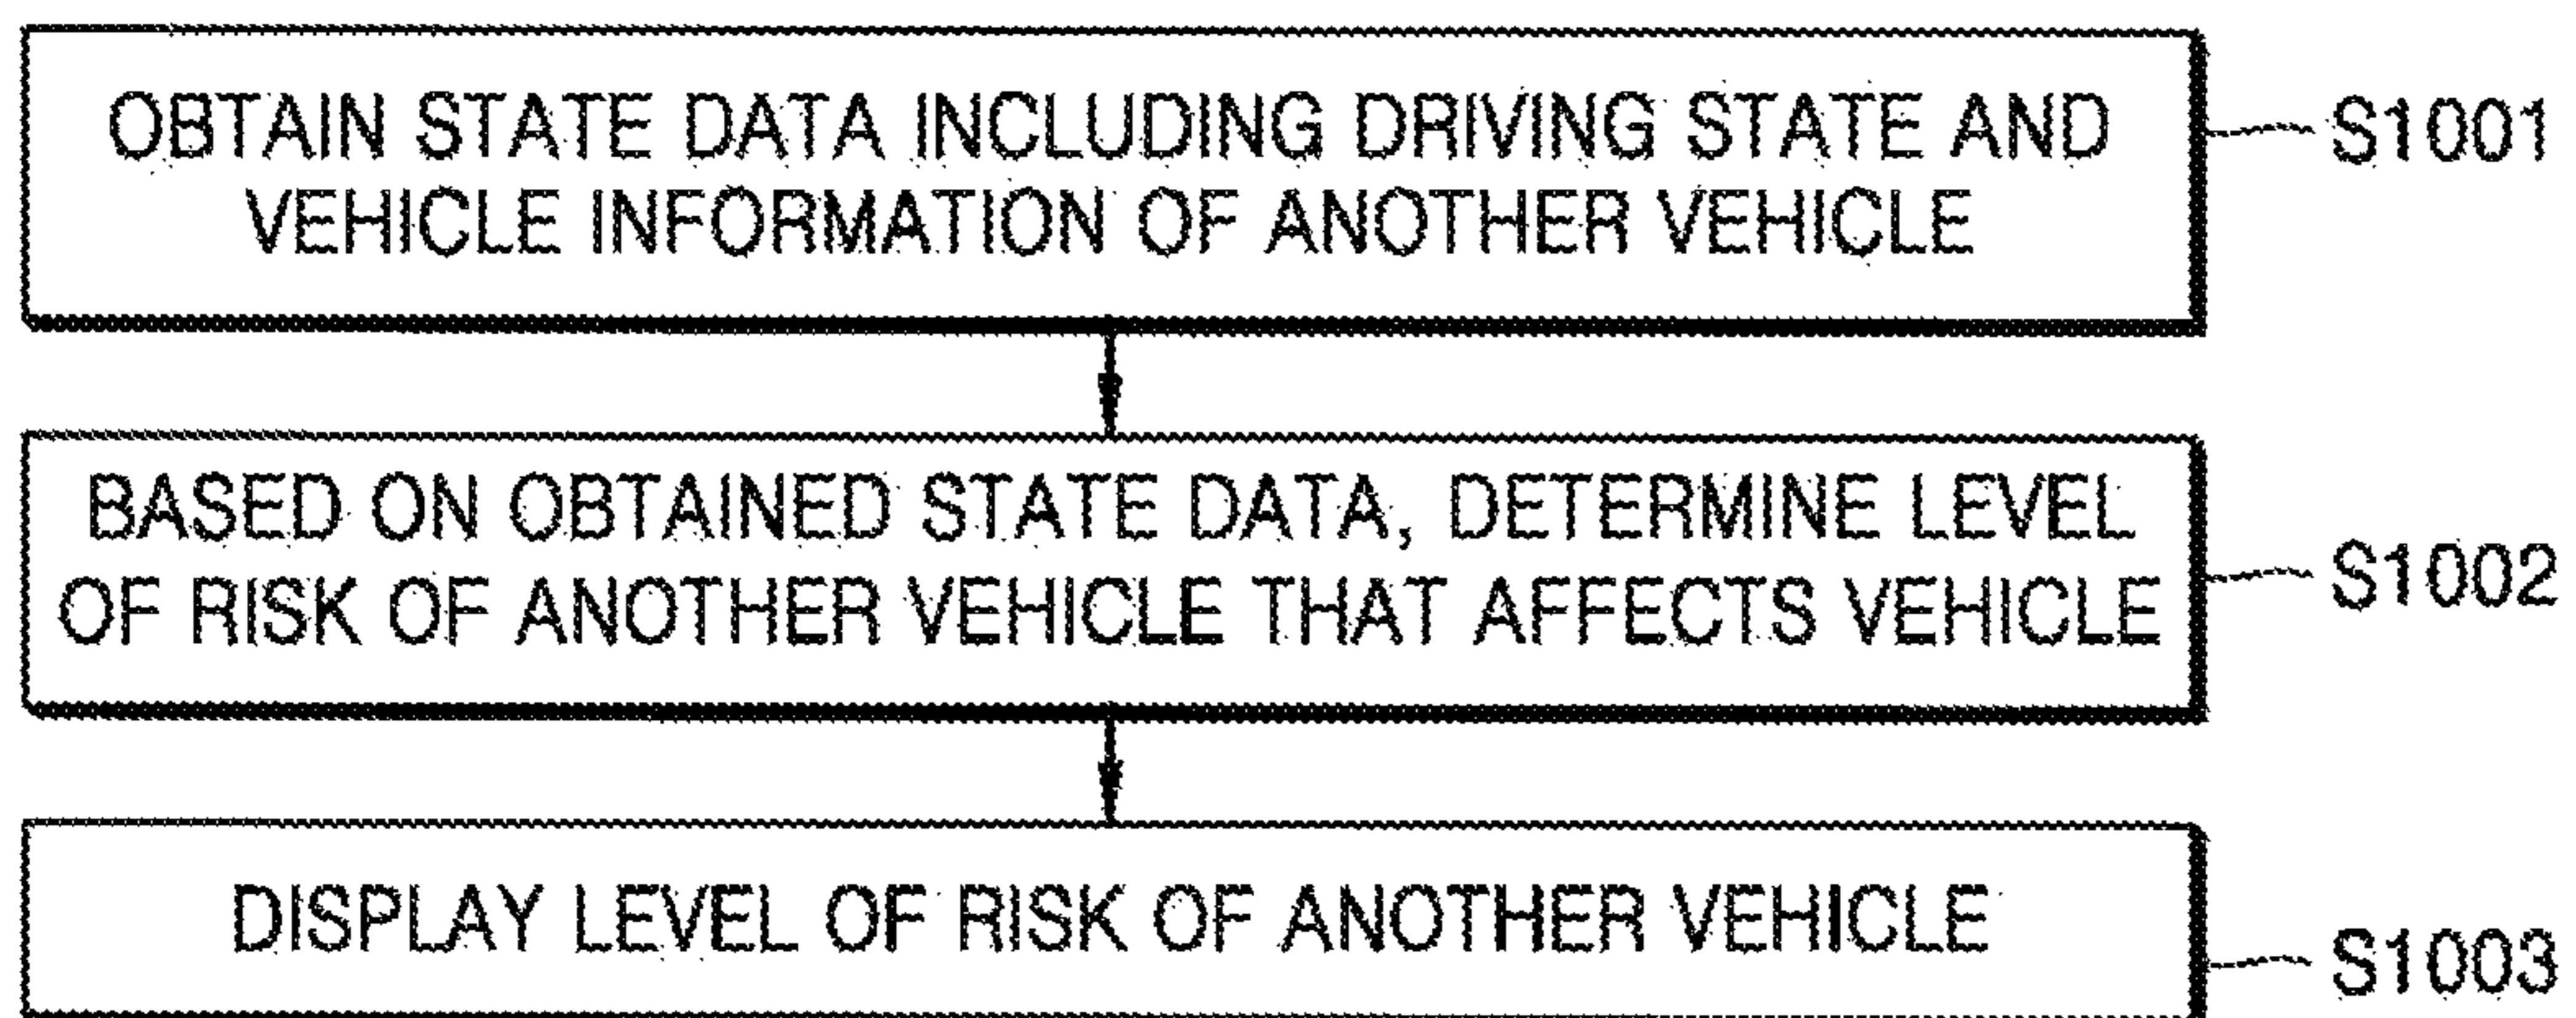 OBTAIN STATE DATA INCLUDING DRIVING STATE AND
VEHICLE INFORMATION OF ANOTHER VEHICLE
S1001
BASED ON OBTAINED STATE DATA, DETERMINE LEVEL
OF RISK OF ANOTHER VEHICLE THAT AFFECTS VEHICLE
S1002
DISPLAY LEVEL OF RISK OF ANOTHER VEHICLE
S1003